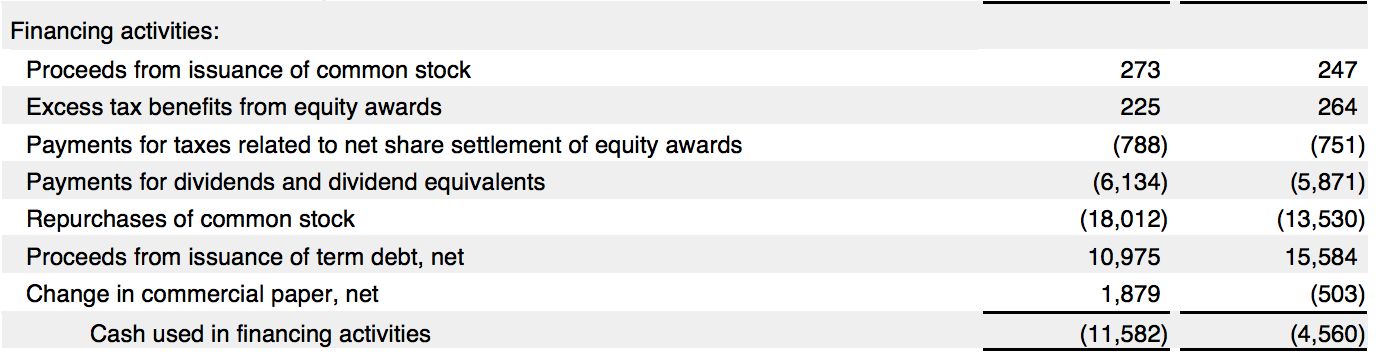 Financing activities:
Proceeds from issuance of common stock 273 247
Excess tax benefits from equity awards 225 264
Payments for taxes related to net share settlement of equity awards (788) (751)
Payments for dividends and dividend equivalents (6,134) (5,871)
Repurchases of common stock (18,012) (13,530)
Proceeds from issuance of term debt, net 10,975 15,584
Change in commercial paper, net 1,879 (503)
Cash used in financing activities (11,582) (4,560)